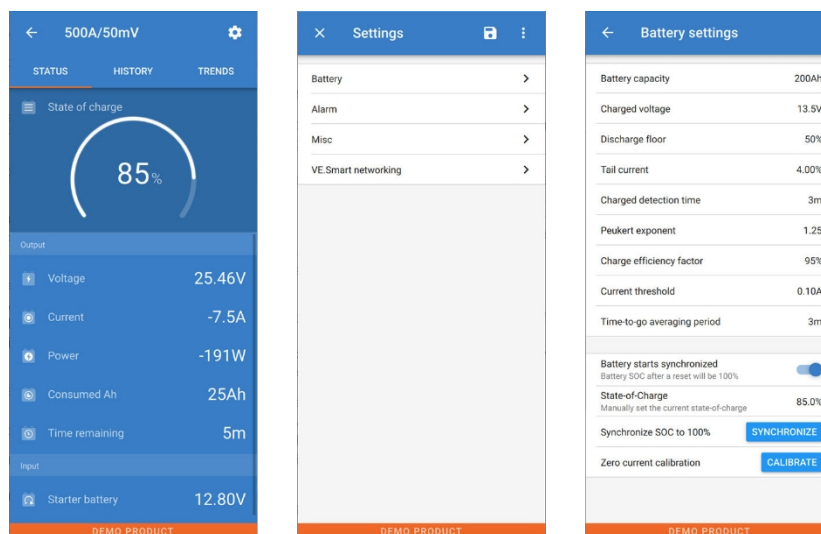 500A/50mV
STATUS HISTORY TRENDS
State of charge
85%
Output
Voltage 25.46V
Current -7.5A
Power -191W
Consumed Ah 25Ah
Time remaining 5m
Input
Starter battery 12.80V
DEMO PRODUCT
Settings
Battery
Alarm
Misc
VE.Smart networking
DEMO PRODUCT
Battery settings
Battery capacity 200Ah
Charged voltage 13.5V
Discharge floor 50%
Tail current 4.00%
Charged detection time 3m
Peukert exponent 1.25
Charge efficiency factor 95%
Current threshold 0.10A
Time-to-go averaging period 3m
Battery starts synchronized
Battery SOC after a reset will be 100%
State-of-Charge 85.0%
Manually set the current state-of-charge
Synchronize SOC to 100% SYNCHRONIZE
Zero current calibration CALIBRATE
DEMO PRODUCT